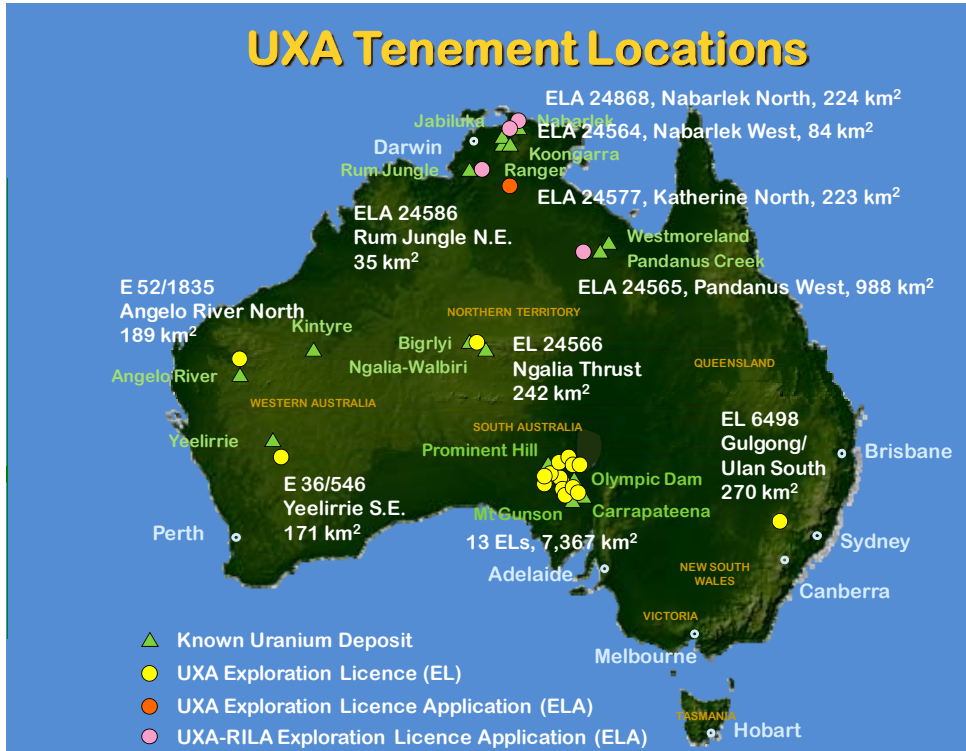 UXA Tenement Locations
ELA 24868, Nabarlek North, 224 km²
Jabiluka
Nabarlek
ELA 24564, Nabarlek West, 84 km²
Darwin
Koongarra
Rum Jungle
Ranger
ELA 24577, Katherine North, 223 km²
ELA 24586
Rum Jungle N.E.
35 km²
Westmoreland
Pandanus Creek
ELA 24565, Pandanus West, 988 km²
E 52/1835
Angelo River North
189 km²
NORTHERN TERRITORY
Kintyre
Bigrlyi
Ngalia-Walbiri
EL 24566
Ngalia Thrust
242 km²
QUEENSLAND
Angelo River
WESTERN AUSTRALIA
SOUTH AUSTRALIA
EL 6498
Gulgong/
Ulan South
270 km²
Yeelirrie
Prominent Hill
Brisbane
E 36/546
Yeelirrie S.E.
171 km²
Olympic Dam
Mt Gunson
Carrapateena
Perth
13 ELs, 7,367 km²
Sydney
Adelaide
NEW SOUTH
WALES
Canberra
VICTORIA
Melbourne
Known Uranium Deposit
UXA Exploration Licence (EL)
UXA Exploration Licence Application (ELA)
UXA-RILA Exploration Licence Application (ELA)
TASMANIA
Hobart